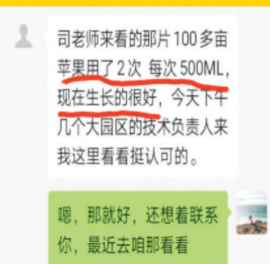 司老师来看的那片100多亩
苹果用了2次 每次500ML，
现在生长的很好，今天下午
几个大园区的技术负责人来
我这里看看挺认可的。
嗯，那就好，还想着联系
你，最近去咱那看看